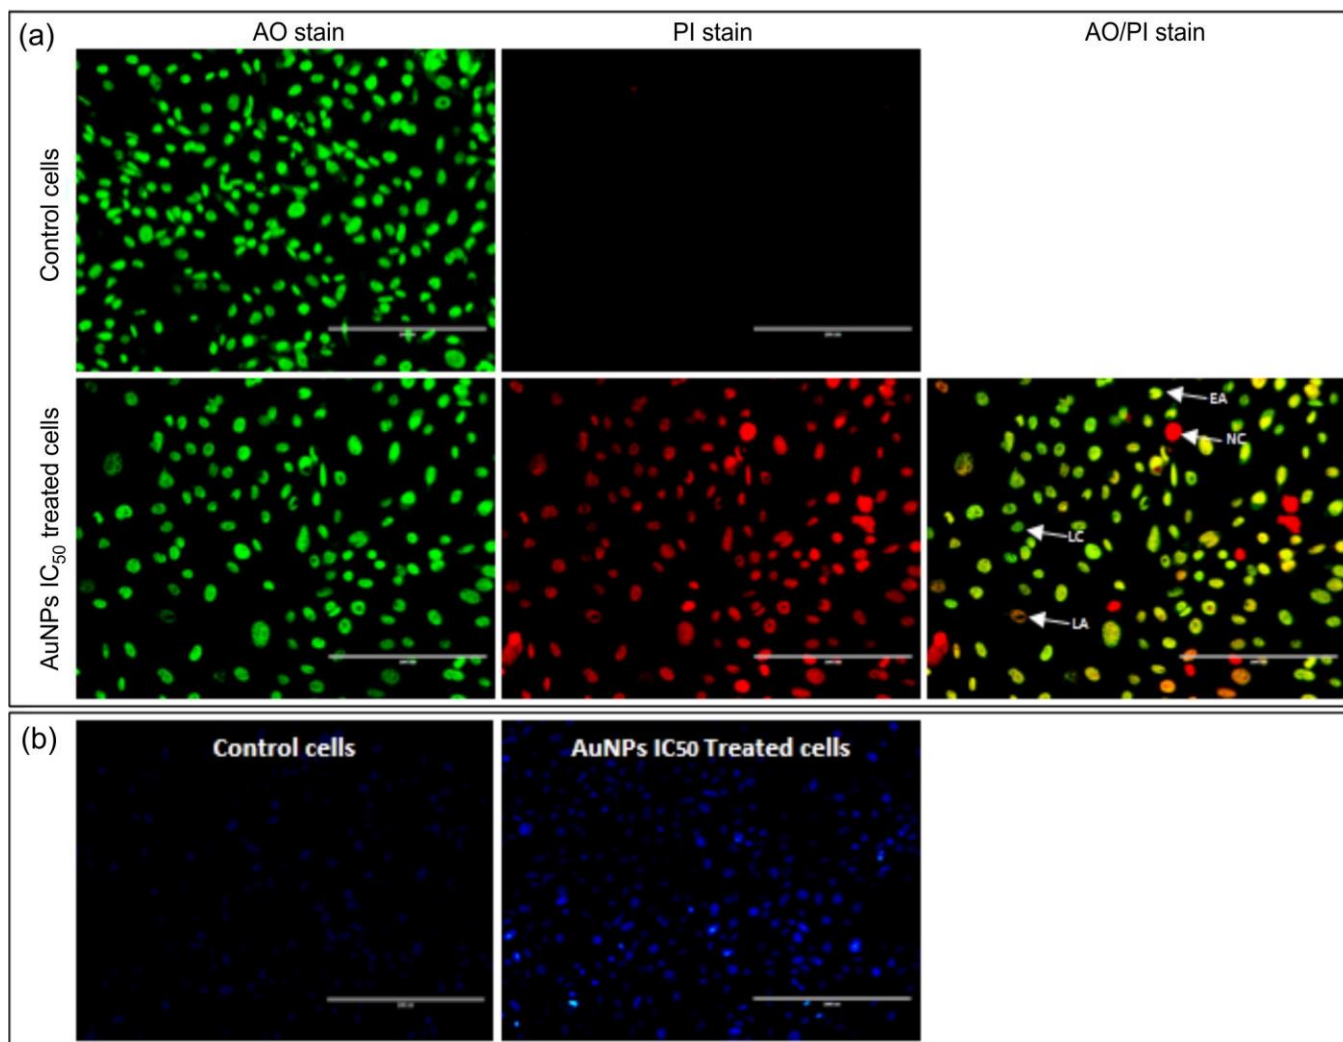 (a)
AO stain
PI stain
AO/PI stain
Control cells
AuNPs IC50 treated cells
EA
NC
LC
LA
(b)
Control cells
AuNPs IC50 Treated cells